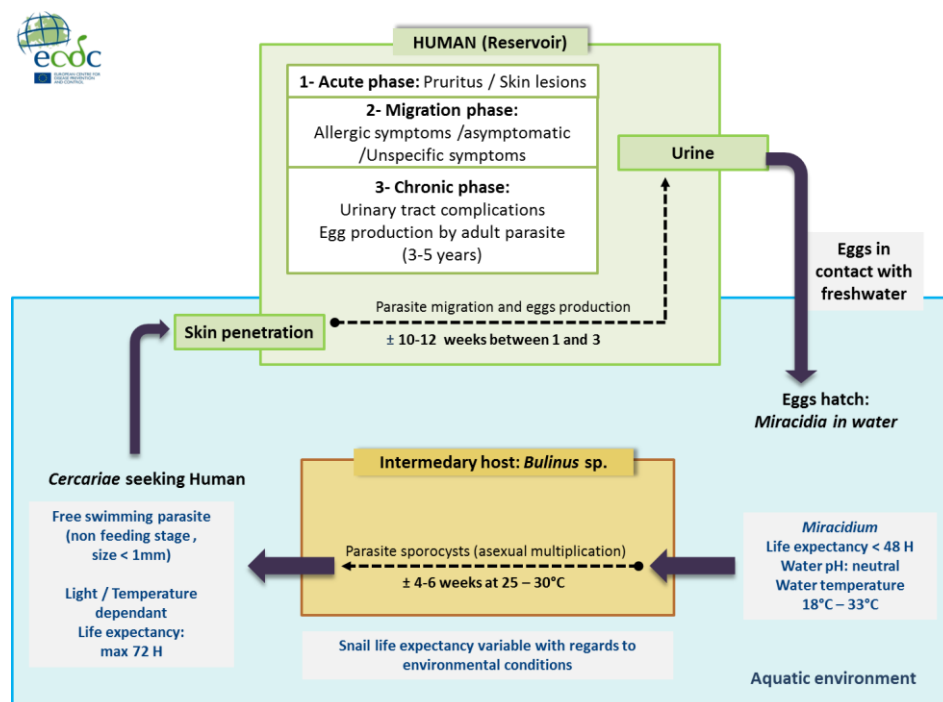 ecdc
EUROPEAN CENTRE FOR
DISEASE PREVENTION
AND CONTROL
HUMAN (Reservoir)
1- Acute phase: Pruritus / Skin lesions
2- Migration phase:
Allergic symptoms /asymptomatic
/Unspecific symptoms
3- Chronic phase:
Urinary tract complications
Egg production by adult parasite
(3-5 years)
Urine
Eggs in
contact with
freshwater
Parasite migration and eggs production
Skin penetration
± 10-12 weeks between 1 and 3
Eggs hatch:
Miracidia in water
Intermedary host: Bulinus sp.
Cercariae seeking Human
Free swimming parasite
(non feeding stage ,
size < 1mm)
Light / Temperature
dependant
Life expectancy:
max 72 H
Parasite sporocysts (asexual multiplication)
± 4-6 weeks at 25 – 30°C
Miracidium
Life expectancy < 48 H
Water pH: neutral
Water temperature
18°C – 33°C
Snail life expectancy variable with regards to
environmental conditions
Aquatic environment